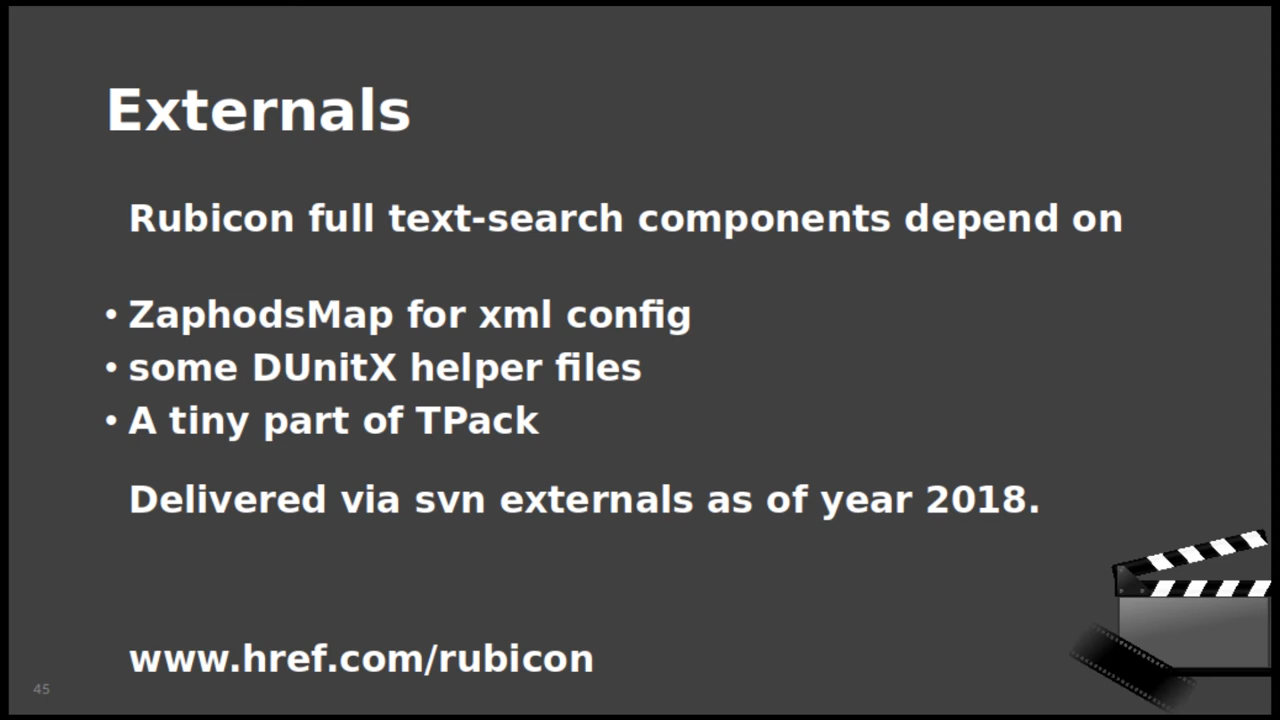 Externals
Rubicon full text-search components depend on
• ZaphodsMap for xml config
• some DUnitX helper files
• A tiny part of TPack
Delivered via svn externals as of year 2018.
www.href.com/rubicon
45